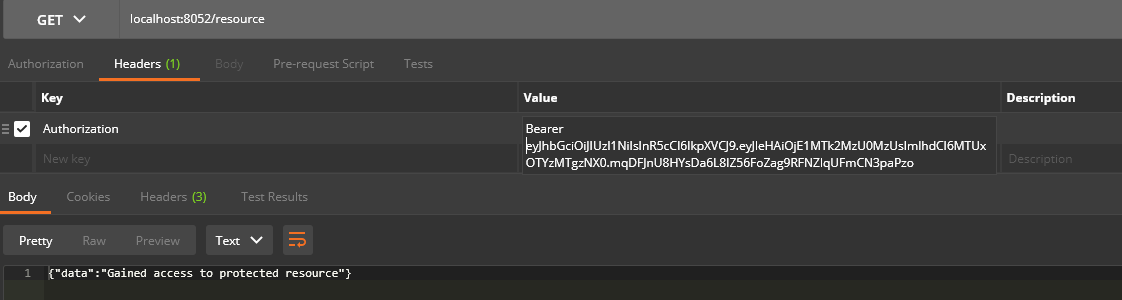 GET localhost:8052/resource
Authorization Headers (1) Body Pre-request Script Tests
Key Value Description
Authorization Bearer
eyJhbGciOiJIUzI1NiIsInR5cCI6IkpXVCJ9.eyJleHAiOjE1MTk2MzU0MzUsImlhdCI6MTUx
New key OTYzMTgzNX0.mqDFJnU8HYsDa6L8IZ56FoZag9RFNZIqUFmCN3paPzo Description
Body Cookies Headers (3) Test Results
Pretty Raw Preview Text
1 {"data":"Gained access to protected resource"}